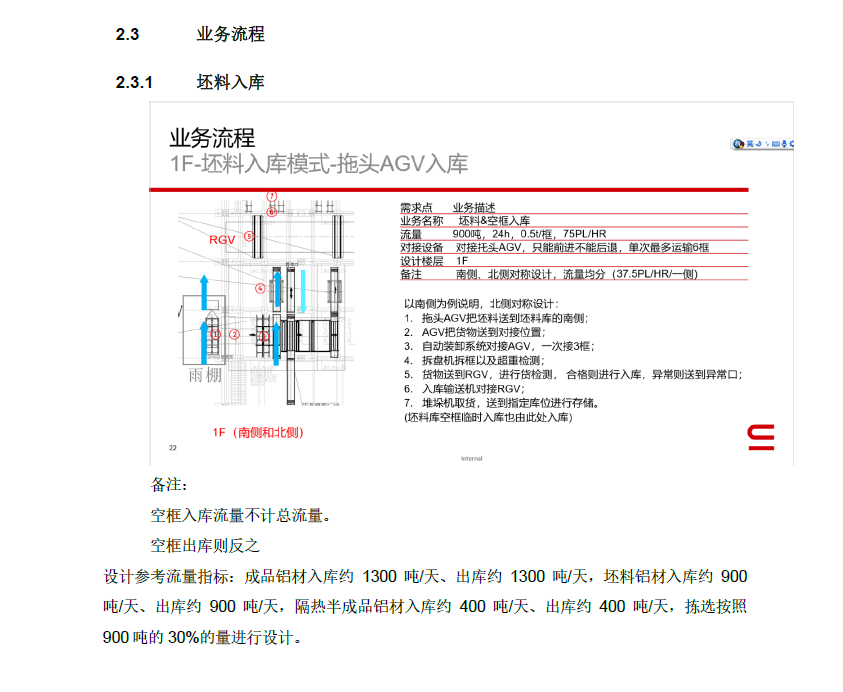 2.3 业务流程
2.3.1 坯料入库
业务流程
1F-坯料入库模式-拖头AGV入库
英
⑦
⑥
RGV ⑤
④
① ② ③
雨棚
1F（南侧和北侧）
需求点 业务描述
业务名称 坯料&空框入库
流量 900吨，24h，0.5t/框，75PL/HR
对接设备 对接托头AGV，只能前进不能后退，单次最多运输6框
设计楼层 1F
备注 南侧、北侧对称设计，流量均分（37.5PL/HR/一侧)
以南侧为例说明，北侧对称设计：
1. 拖头AGV把坯料送到坯料库的南侧；
2. AGV把货物送到对接位置；
3. 自动装卸系统对接AGV，一次接3框；
4. 拆盘机拆框以及超重检测；
5. 货物送到RGV，进行货检测， 合格则进行入库，异常则送到异常口；
6. 入库输送机对接RGV；
7. 堆垛机取货，送到指定库位进行存储。
(坯料库空框临时入库也由此处入库）
22
Internal
备注：
空框入库流量不计总流量。
空框出库则反之
设计参考流量指标：成品铝材入库约 1300 吨/天、出库约 1300 吨/天，坯料铝材入库约 900
吨/天、出库约 900 吨/天，隔热半成品铝材入库约 400 吨/天、出库约 400 吨/天，拣选按照
900 吨的 30%的量进行设计。